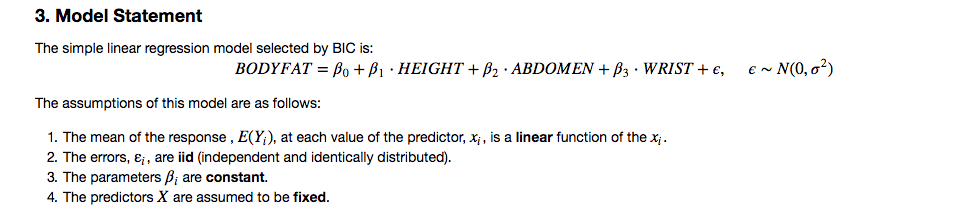 3. Model Statement
The simple linear regression model selected by BIC is:
BODYFAT = β₀ + β₁ · HEIGHT + β₂ · ABDOMEN + β₃ · WRIST + ϵ, ϵ ~ N(0, σ²)
The assumptions of this model are as follows:
1. The mean of the response , E(Yᵢ), at each value of the predictor, xᵢ, is a linear function of the xᵢ.
2. The errors, εᵢ, are iid (independent and identically distributed).
3. The parameters βᵢ are constant.
4. The predictors X are assumed to be fixed.